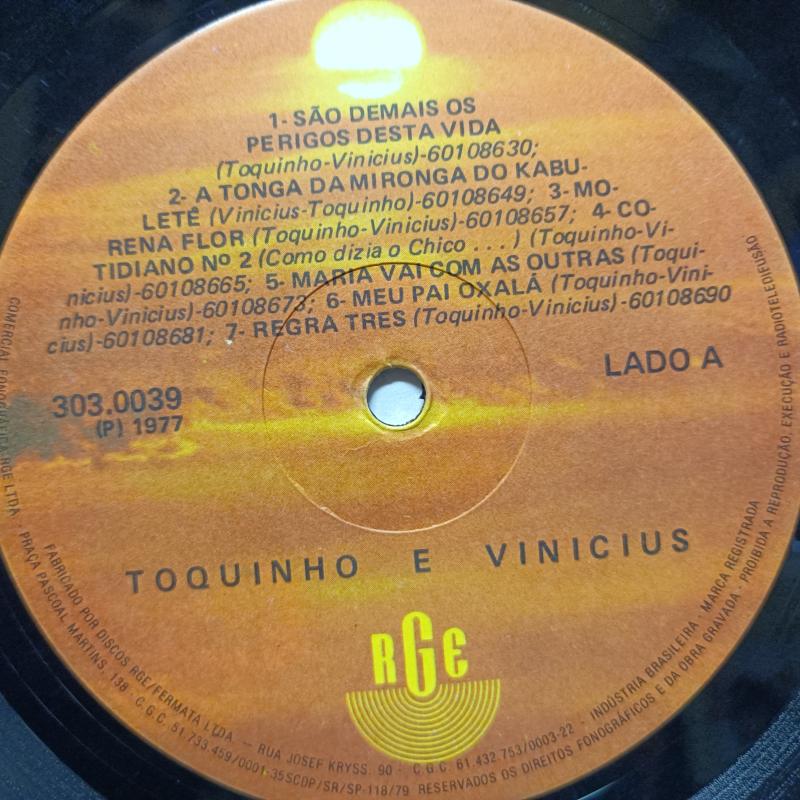 1- SÃO DEMAIS OS
PERIGOS DESTA VIDA
(Toquinho-Vinicius)-60108630;
2- A TONGA DA MIRONGA DO KABU-
LETÊ (Vinicius-Toquinho)-60108649; 3- MO-
RENA FLOR (Toquinho-Vinicius)-60108657; 4- CO-
TIDIANO Nº 2 (Como dizia o Chico . . .) (Toquinho-Vi-
nicius)-60108665; 5- MARIA VAI COM AS OUTRAS (Toqui-
nho-Vinicius)-60108673; 6- MEU PAI OXALÁ (Toquinho-Vini-
cius)-60108681; 7- REGRA TRES (Toquinho-Vinicius)-60108690
303.0039
(P) 1977
LADO A
TOQUINHO E VINICIUS
RGE
COMERCIAL FONOGRÁFICA RGE LTDA - PRAÇA PASCOAL MARTINS, 138 - C.G.C. 61.733.459/0001-35 SCDP/SR/SP-118/79 RESERVADOS OS DIREITOS FONOGRÁFICOS E DA OBRA GRAVADA - PROIBIDA A REPRODUÇÃO, EXECUÇÃO E RADIOTELEDIFUSÃO
FABRICADO POR DISCOS RGE/FERMATA LTDA — RUA JOSEF KRYSS, 90 - C.G.C. 61.432.753/0003-22 - INDÚSTRIA BRASILEIRA - MARCA REGISTRADA